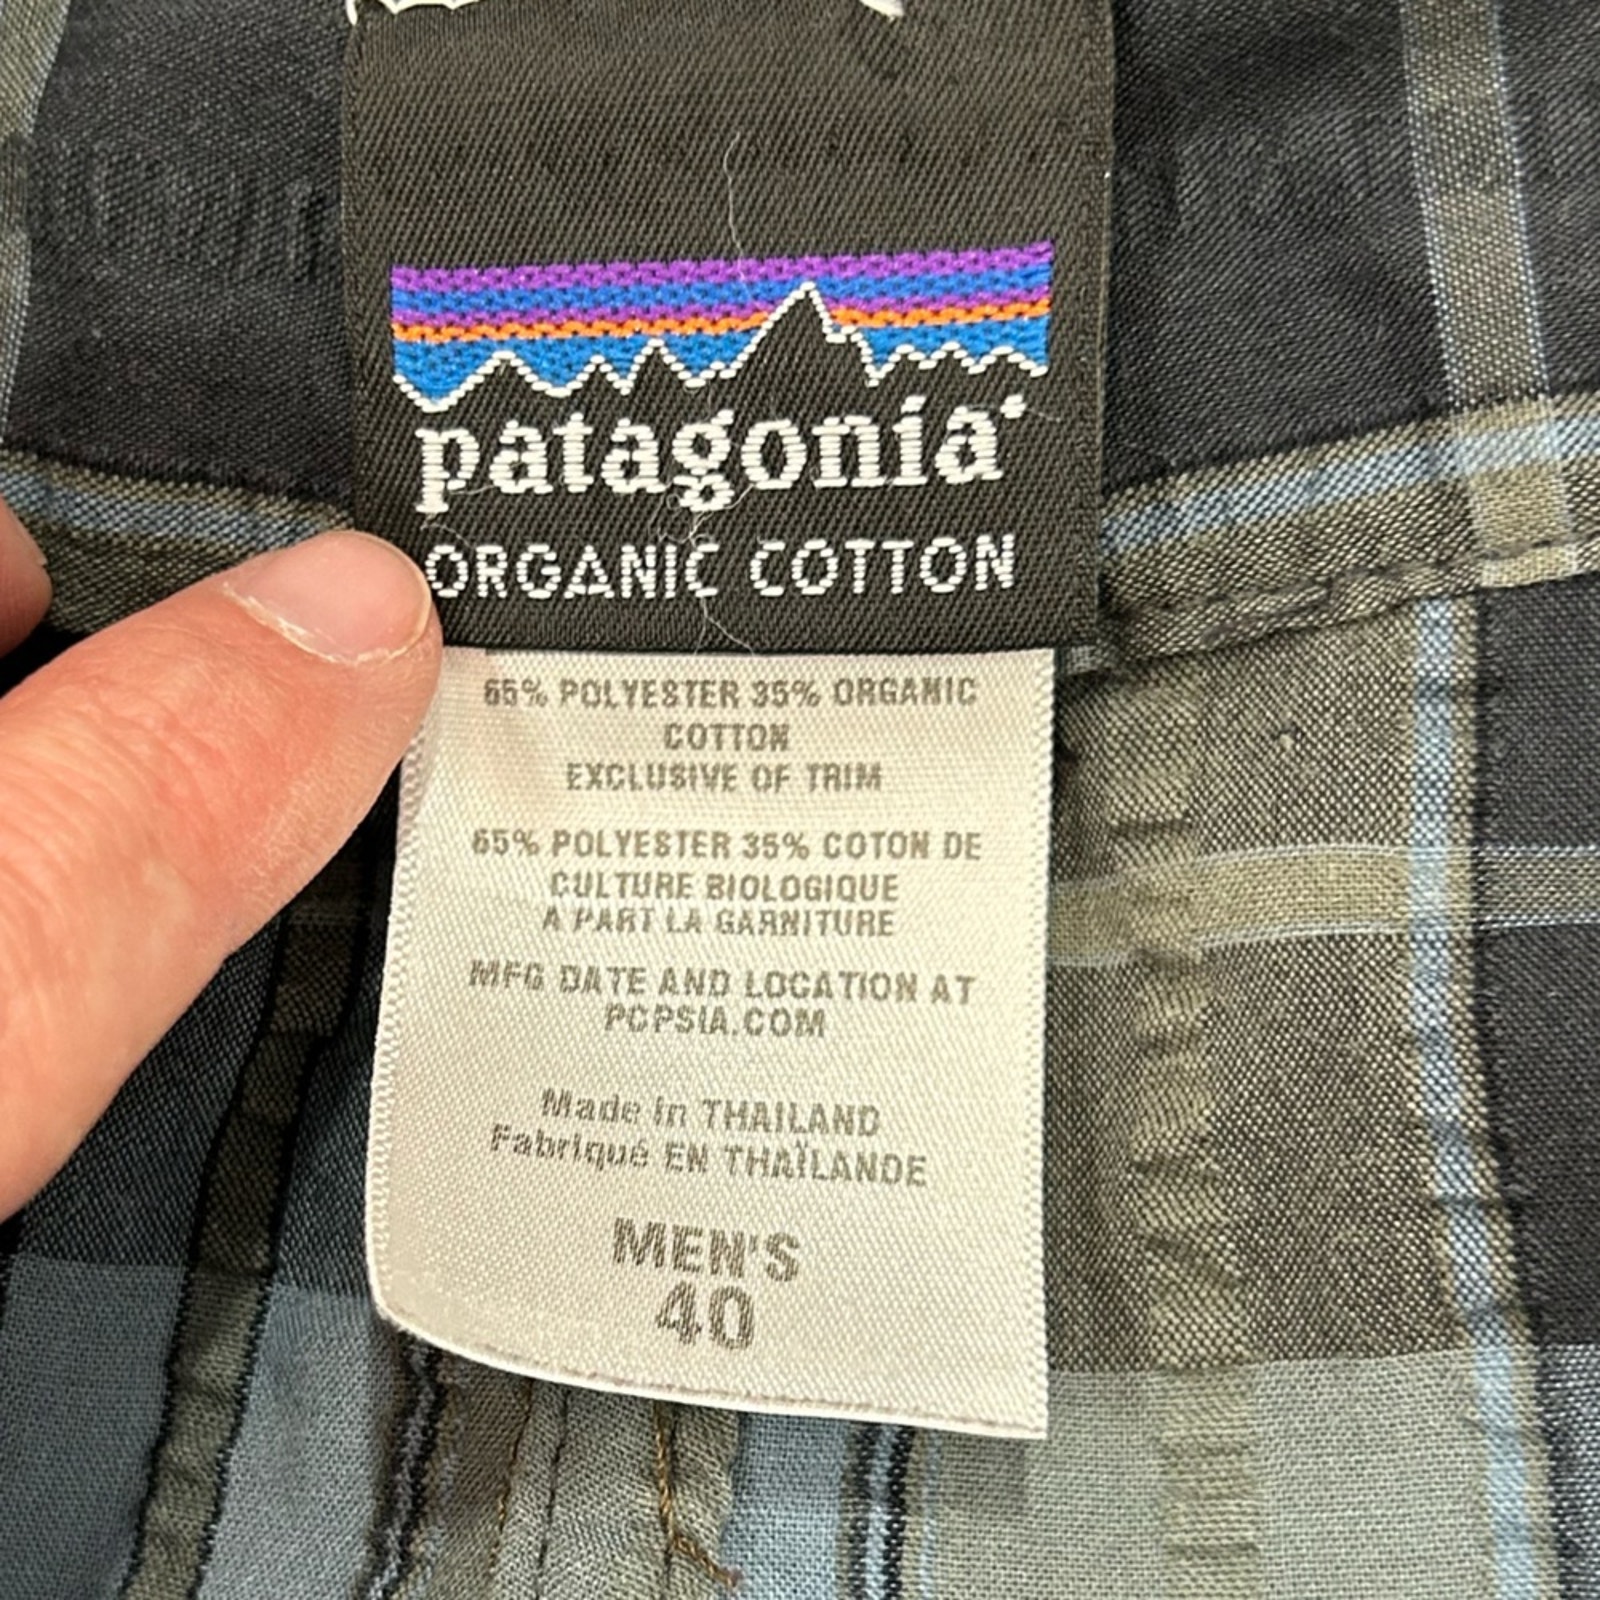 patagonia®
ORGANIC COTTON
65% POLYESTER 35% ORGANIC
COTTON
EXCLUSIVE OF TRIM
65% POLYESTER 35% COTON DE
CULTURE BIOLOGIQUE
A PART LA GARNITURE
MFG DATE AND LOCATION AT
PCPSIA.COM
Made in THAILAND
Fabriqué EN THAÏLANDE
MEN'S
40